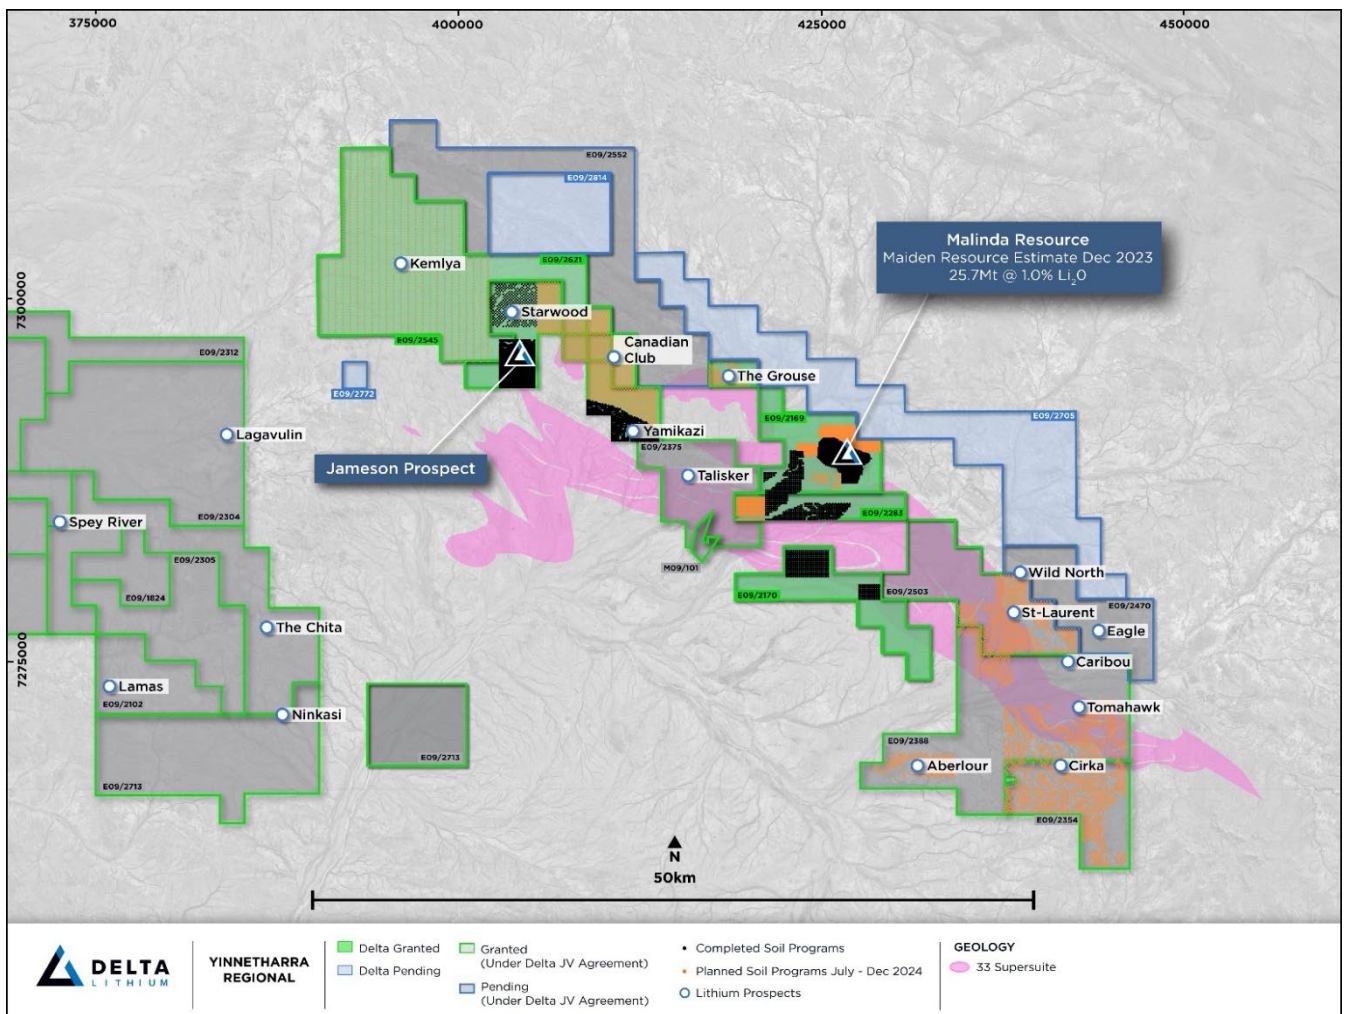 375000
400000
425000
450000
E09/2552
E09/2814
Malinda Resource
Maiden Resource Estimate Dec 2023
25.7Mt @ 1.0% Li₂O
Kemlya
E09/2621
7300000
Starwood
E09/2545
Canadian
Club
E09/2312
The Grouse
E09/2772
E09/2169
E09/2705
Lagavulin
Yamikazi
E09/2375
Jameson Prospect
Talisker
Spey River
E09/2304
E09/2283
E09/2305
M09/101
Wild North
E09/1824
E09/2170
E09/2503
E09/2470
St-Laurent
The Chita
Eagle
7275000
Caribou
Lamas
E09/2102
Ninkasi
Tomahawk
E09/2388
E09/2713
Aberlour
Cirka
E09/2713
E09/2354
N
50km
DELTA
LITHIUM
YINNETHARRA
REGIONAL
Delta Granted
Delta Pending
Granted
(Under Delta JV Agreement)
Pending
(Under Delta JV Agreement)
Completed Soil Programs
Planned Soil Programs July - Dec 2024
Lithium Prospects
GEOLOGY
33 Supersuite